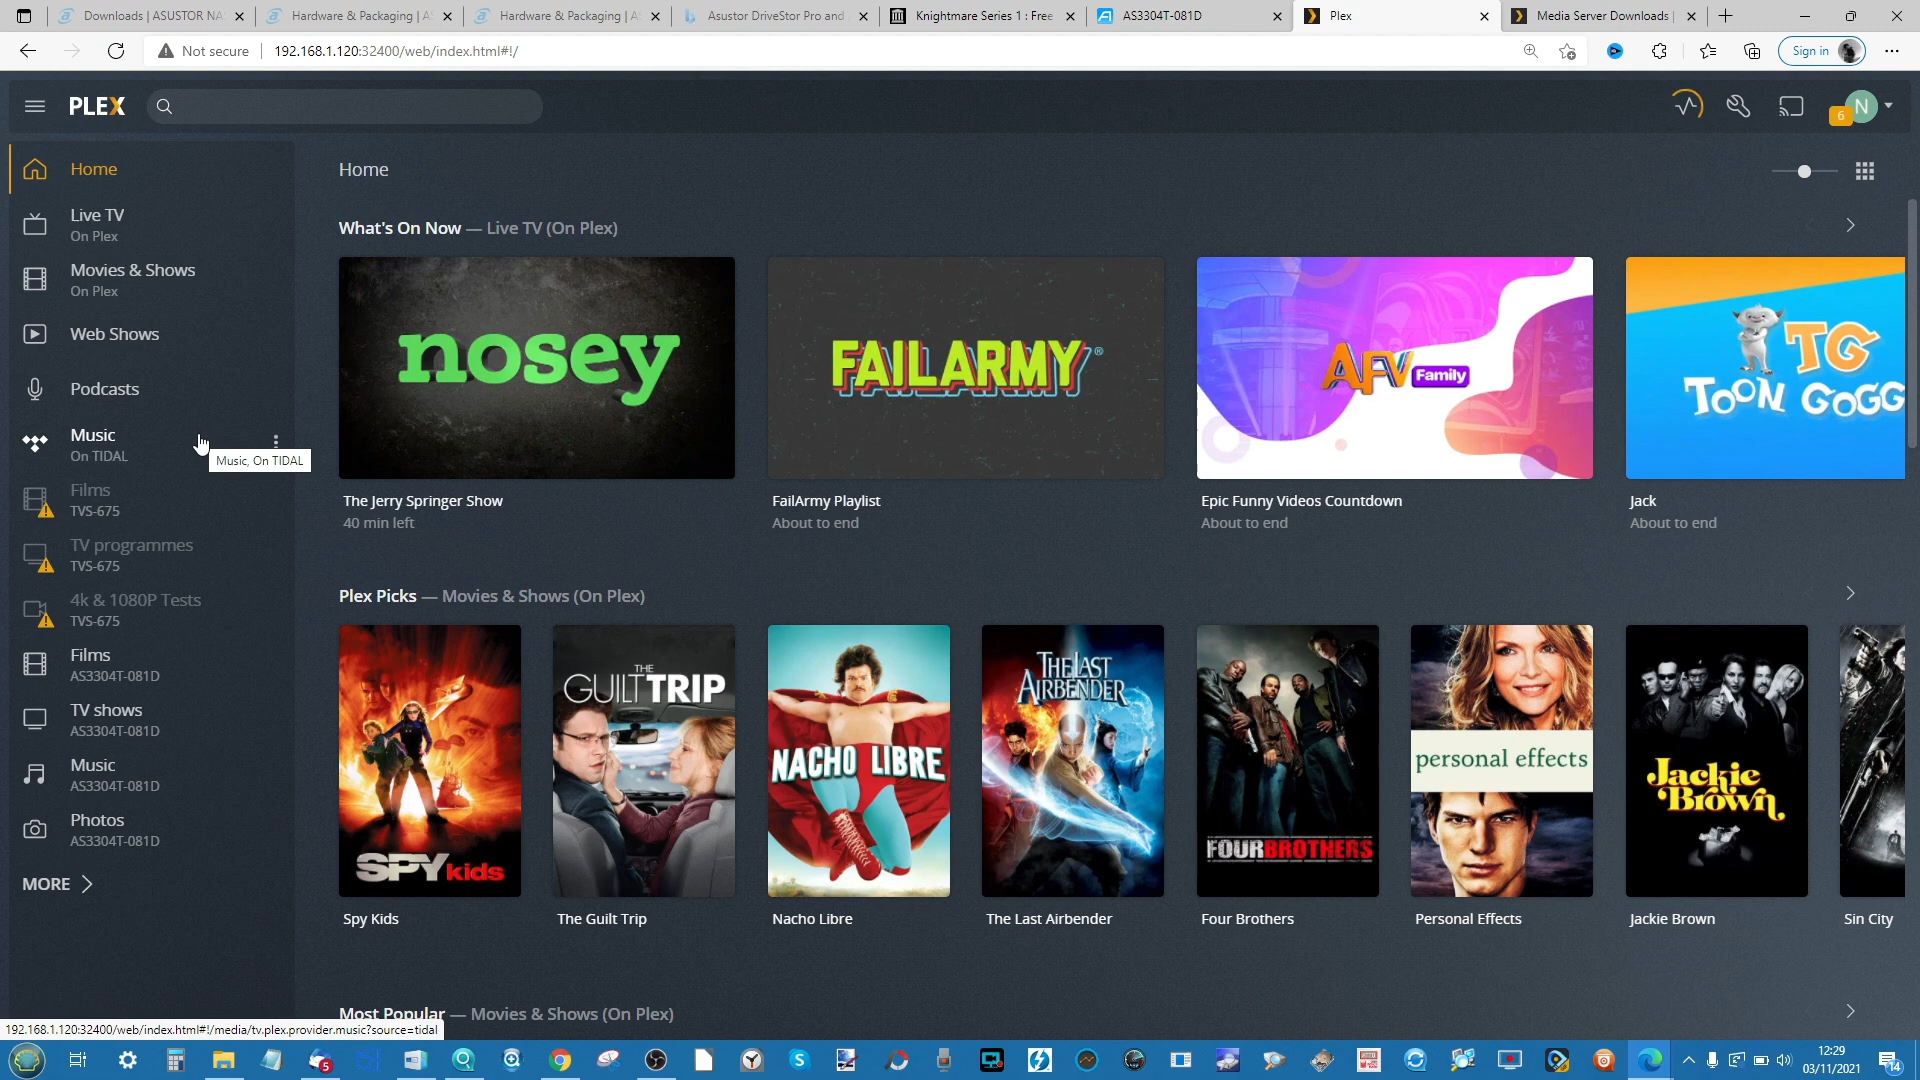 Downloads | ASUSTOR NA
Hardware & Packaging | A
Hardware & Packaging | A
Asustor DriveStor Pro and
Knightmare Series 1 : Free
AS3304T-081D
Plex
Media Server Downloads |
Not secure
192.168.1.120:32400/web/index.html#!/
Sign in
PLEX
6
N
Home
Live TV
On Plex
Movies & Shows
On Plex
Web Shows
Podcasts
Music
On TIDAL
Music, On TIDAL
Films
TVS-675
TV programmes
TVS-675
4k & 1080P Tests
TVS-675
Films
AS3304T-081D
TV shows
AS3304T-081D
Music
AS3304T-081D
Photos
AS3304T-081D
MORE
Home
What's On Now — Live TV (On Plex)
nosey
FAILARMY®
AFV Family
TG
TOON GOGG
The Jerry Springer Show
40 min left
FailArmy Playlist
About to end
Epic Funny Videos Countdown
About to end
Jack
About to end
Plex Picks — Movies & Shows (On Plex)
SPY kids
THE
GUILT TRIP
NACHO LIBRE
THE LAST
AIRBENDER
FOUR BROTHERS
personal effects
Jackie
Brown
Spy Kids
The Guilt Trip
Nacho Libre
The Last Airbender
Four Brothers
Personal Effects
Jackie Brown
Sin City
Most Popular — Movies & Shows (On Plex)
192.168.1.120:32400/web/index.html#!/media/tv.plex.provider.music?source=tidal
5
12:29
03/11/2021
14